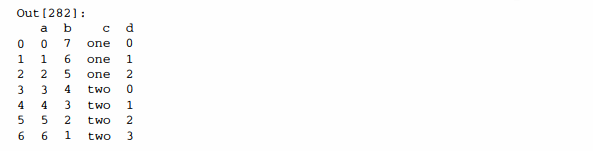 Out[282]:
   a  b    c  d
0  0  7  one  0
1  1  6  one  1
2  2  5  one  2
3  3  4  two  0
4  4  3  two  1
5  5  2  two  2
6  6  1  two  3